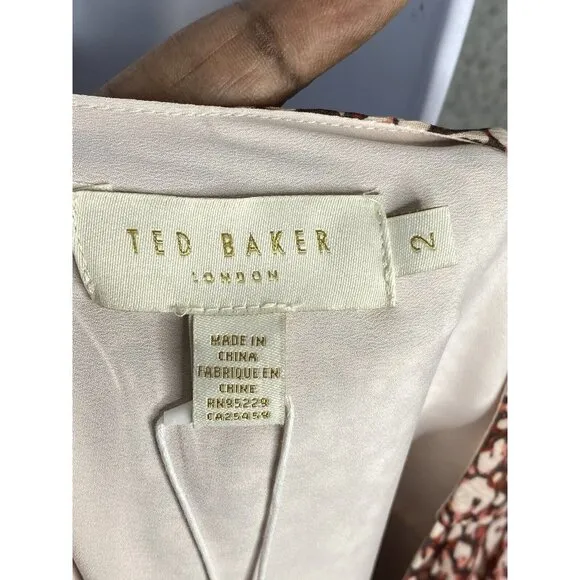 TED BAKER
LONDON
2
MADE IN
CHINA
FABRIQUE EN
CHINE
RN95229
CA25459